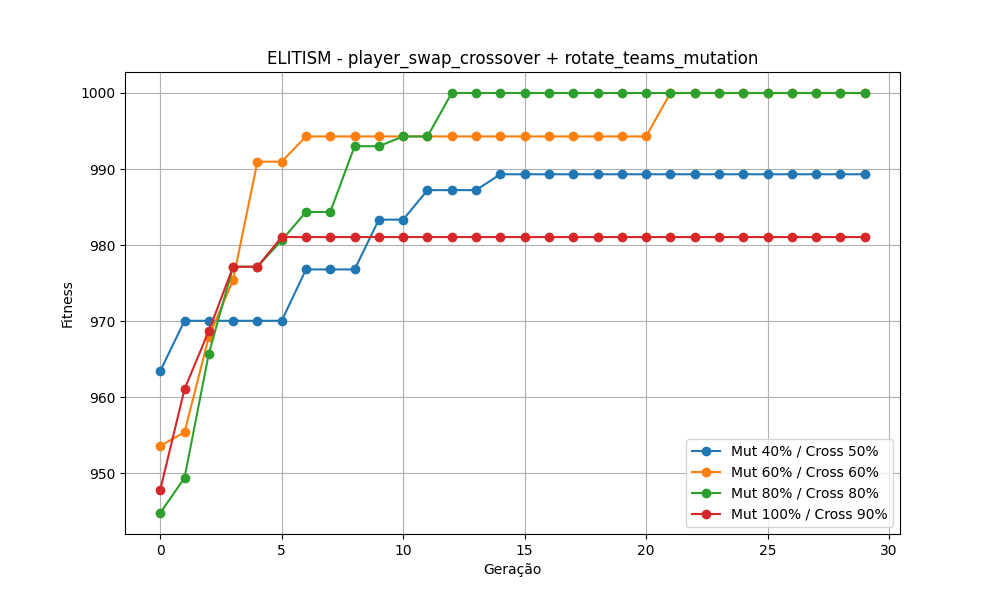 ELITISM - player_swap_crossover + rotate_teams_mutation
1000
990
980
970
960
950
Fitness
0
5
10
15
20
25
30
Geração
Mut 40% / Cross 50%
Mut 60% / Cross 60%
Mut 80% / Cross 80%
Mut 100% / Cross 90%